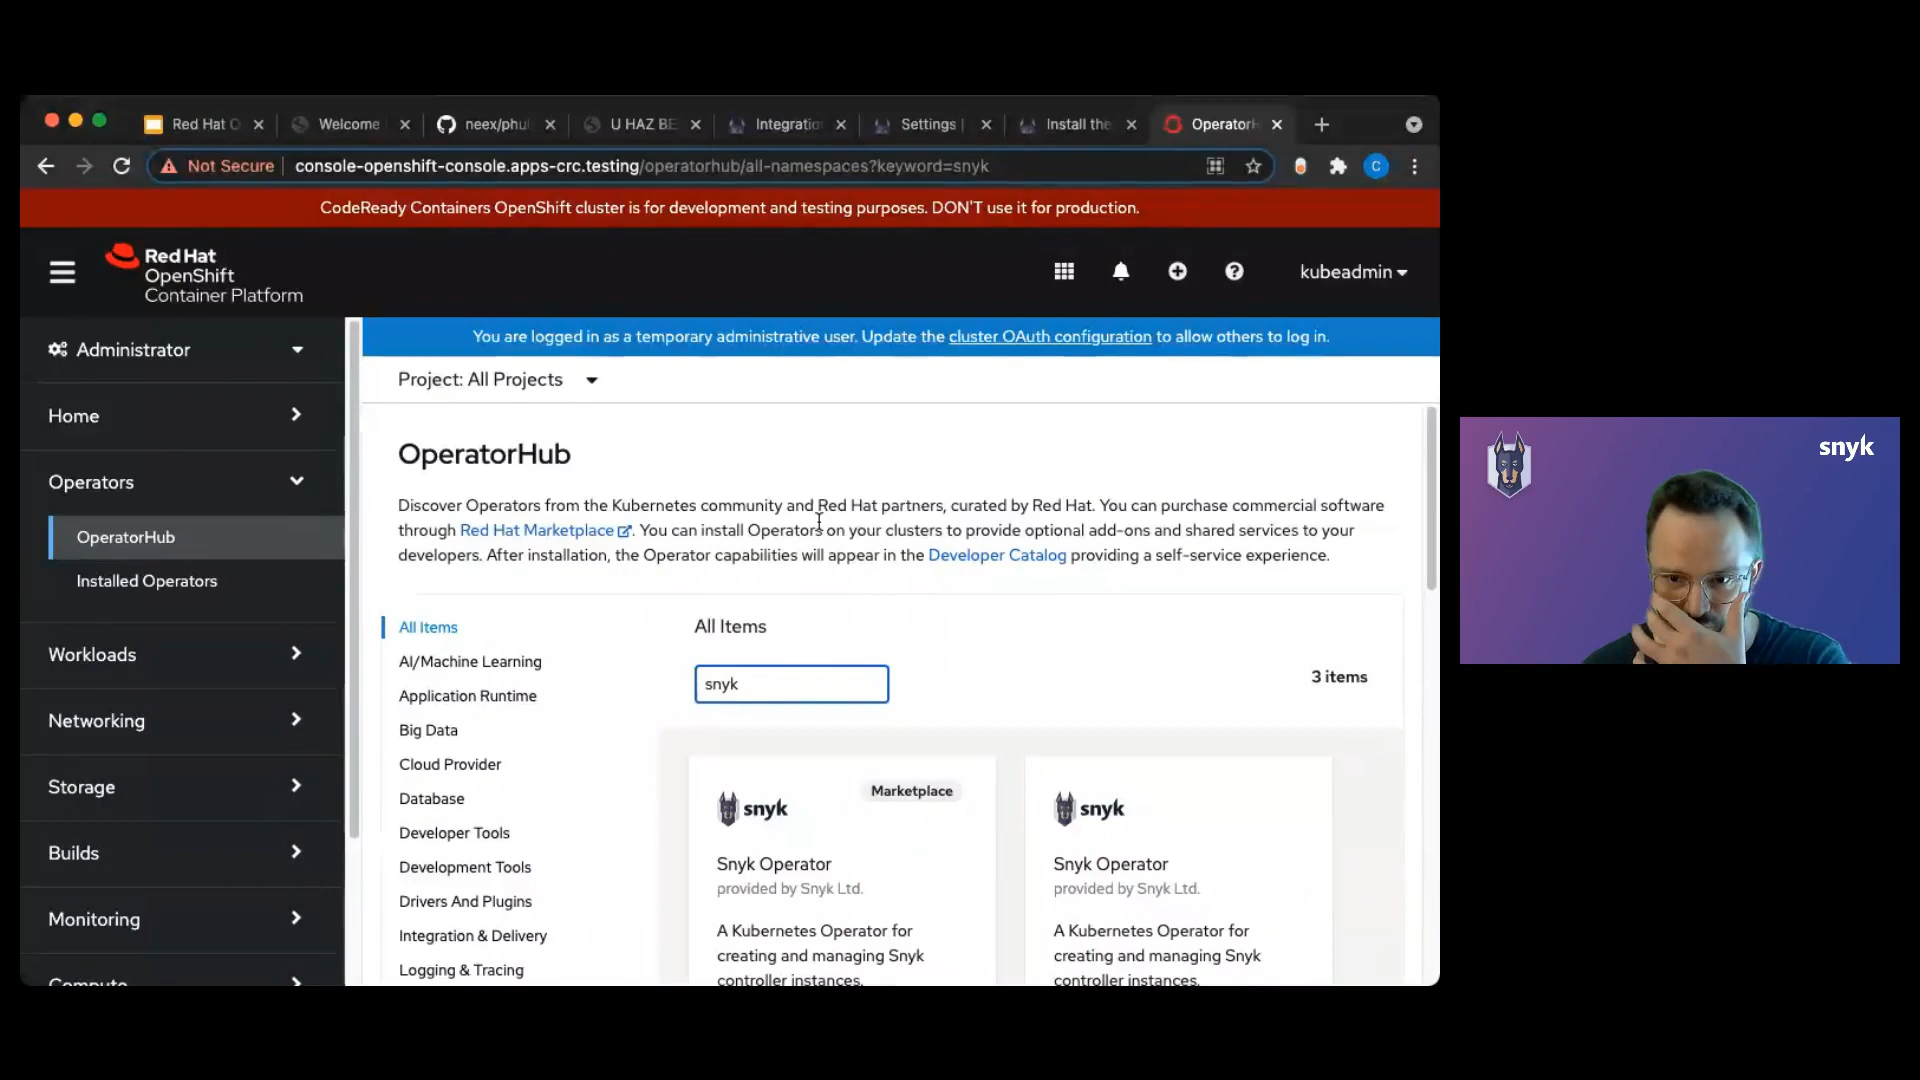 Red Hat O
Welcome
neex/phui
U HAZ BE
Integratio
Settings |
Install the
OperatorH
Not Secure
console-openshift-console.apps-crc.testing/operatorhub/all-namespaces?keyword=snyk
C
CodeReady Containers OpenShift cluster is for development and testing purposes. DON'T use it for production.
Red Hat
OpenShift
Container Platform
kubeadmin
Administrator
Home
Operators
OperatorHub
Installed Operators
Workloads
Networking
Storage
Builds
Monitoring
Compute
You are logged in as a temporary administrative user. Update the cluster OAuth configuration to allow others to log in.
Project: All Projects
OperatorHub
Discover Operators from the Kubernetes community and Red Hat partners, curated by Red Hat. You can purchase commercial software
through Red Hat Marketplace. You can install Operators on your clusters to provide optional add-ons and shared services to your
developers. After installation, the Operator capabilities will appear in the Developer Catalog providing a self-service experience.
All Items
AI/Machine Learning
Application Runtime
Big Data
Cloud Provider
Database
Developer Tools
Development Tools
Drivers And Plugins
Integration & Delivery
Logging & Tracing
All Items
snyk
3 items
snyk
Marketplace
Snyk Operator
provided by Snyk Ltd.
A Kubernetes Operator for
creating and managing Snyk
controller instances.
snyk
Snyk Operator
provided by Snyk Ltd.
A Kubernetes Operator for
creating and managing Snyk
controller instances.
snyk